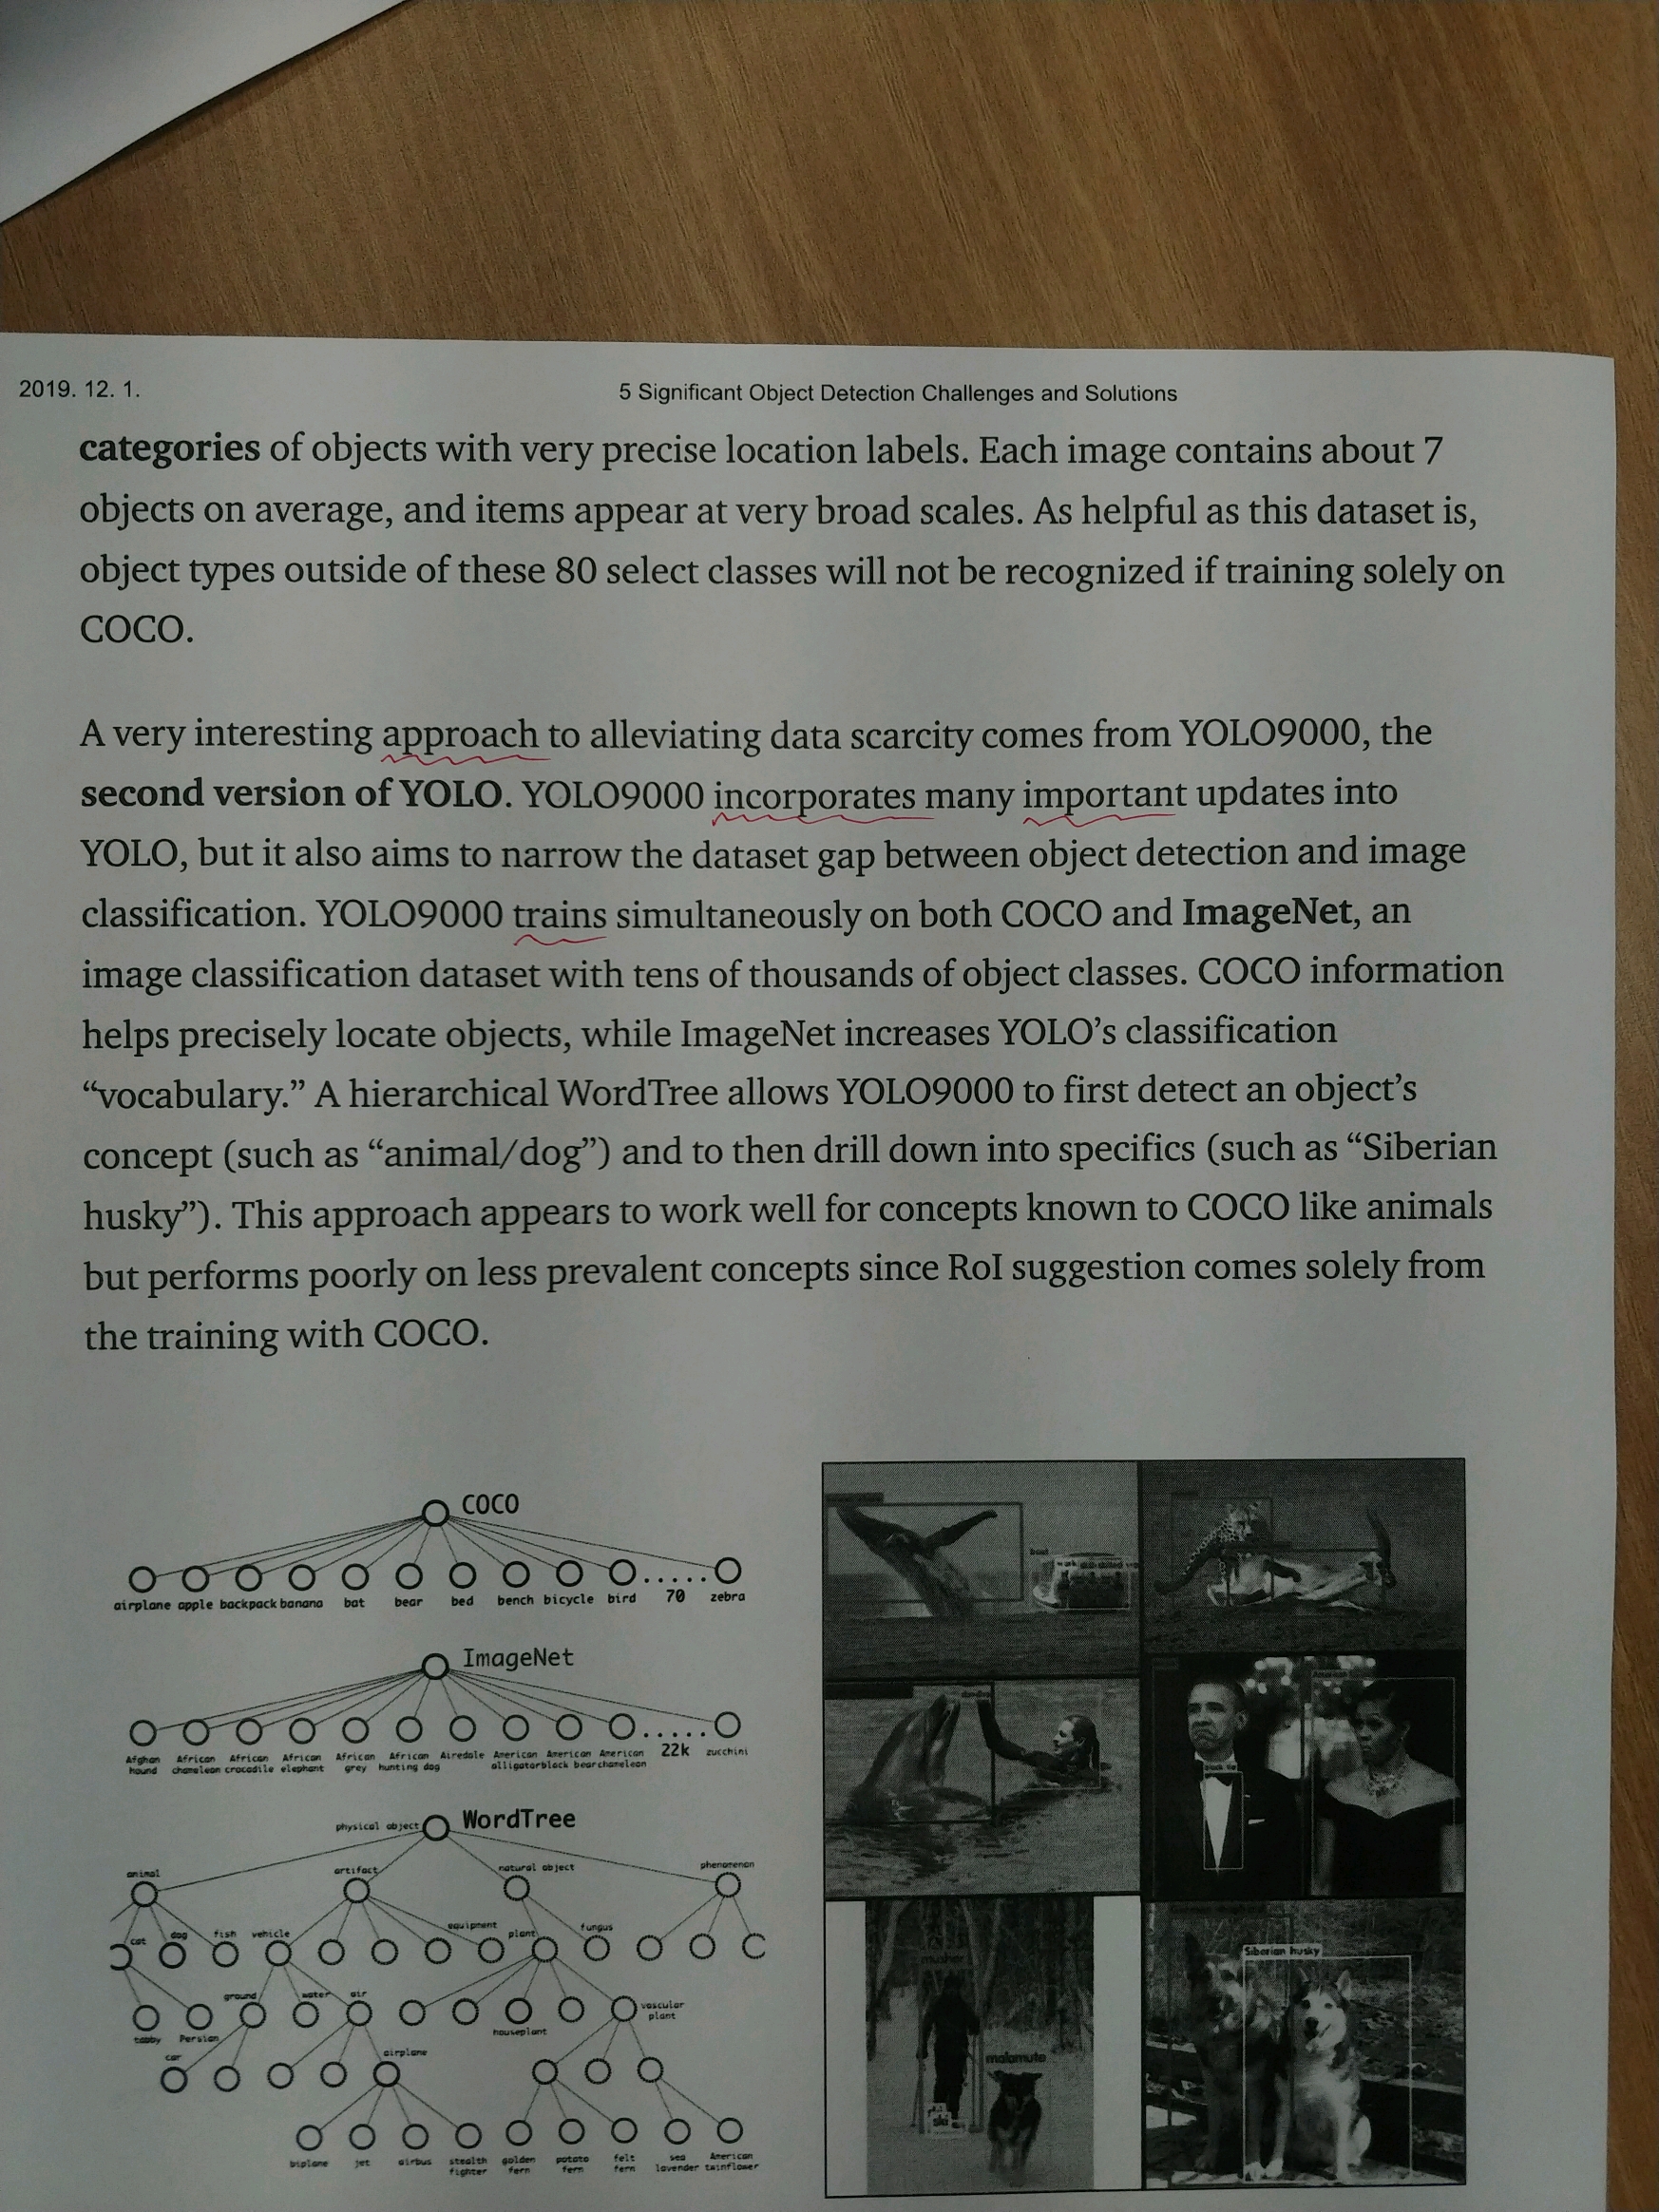 2019. 12. 1.
5 Significant Object Detection Challenges and Solutions
categories of objects with very precise location labels. Each image contains about 7
objects on average, and items appear at very broad scales. As helpful as this dataset is,
object types outside of these 80 select classes will not be recognized if training solely on
COCO.
A very interesting approach to alleviating data scarcity comes from YOLO9000, the
second version of YOLO. YOLO9000 incorporates many important updates into
YOLO, but it also aims to narrow the dataset gap between object detection and image
classification. YOLO9000 trains simultaneously on both COCO and ImageNet, an
image classification dataset with tens of thousands of object classes. COCO information
helps precisely locate objects, while ImageNet increases YOLO’s classification
“vocabulary.” A hierarchical WordTree allows YOLO9000 to first detect an object’s
concept (such as “animal/dog”) and to then drill down into specifics (such as “Siberian
husky”). This approach appears to work well for concepts known to COCO like animals
but performs poorly on less prevalent concepts since RoI suggestion comes solely from
the training with COCO.
COCO
airplane apple backpack banana bat bear bed bench bicycle bird 70 zebra
ImageNet
Afghan African African African African African Airedale American American American 22k zucchini
hound chameleon crocodile elephant grey hunting dog alligator black bear chameleon
physical object WordTree
animal artifact natural object phenomenon
cat dog fish vehicle equipment plant fungus
ground water air vascular
plant
tabby Persian houseplant
car airplane
biplane jet airbus stealth golden potato felt sea American
fighter fern fern fern lavender twinflower
boat
black tie
musher
malamute
ski
Siberian husky